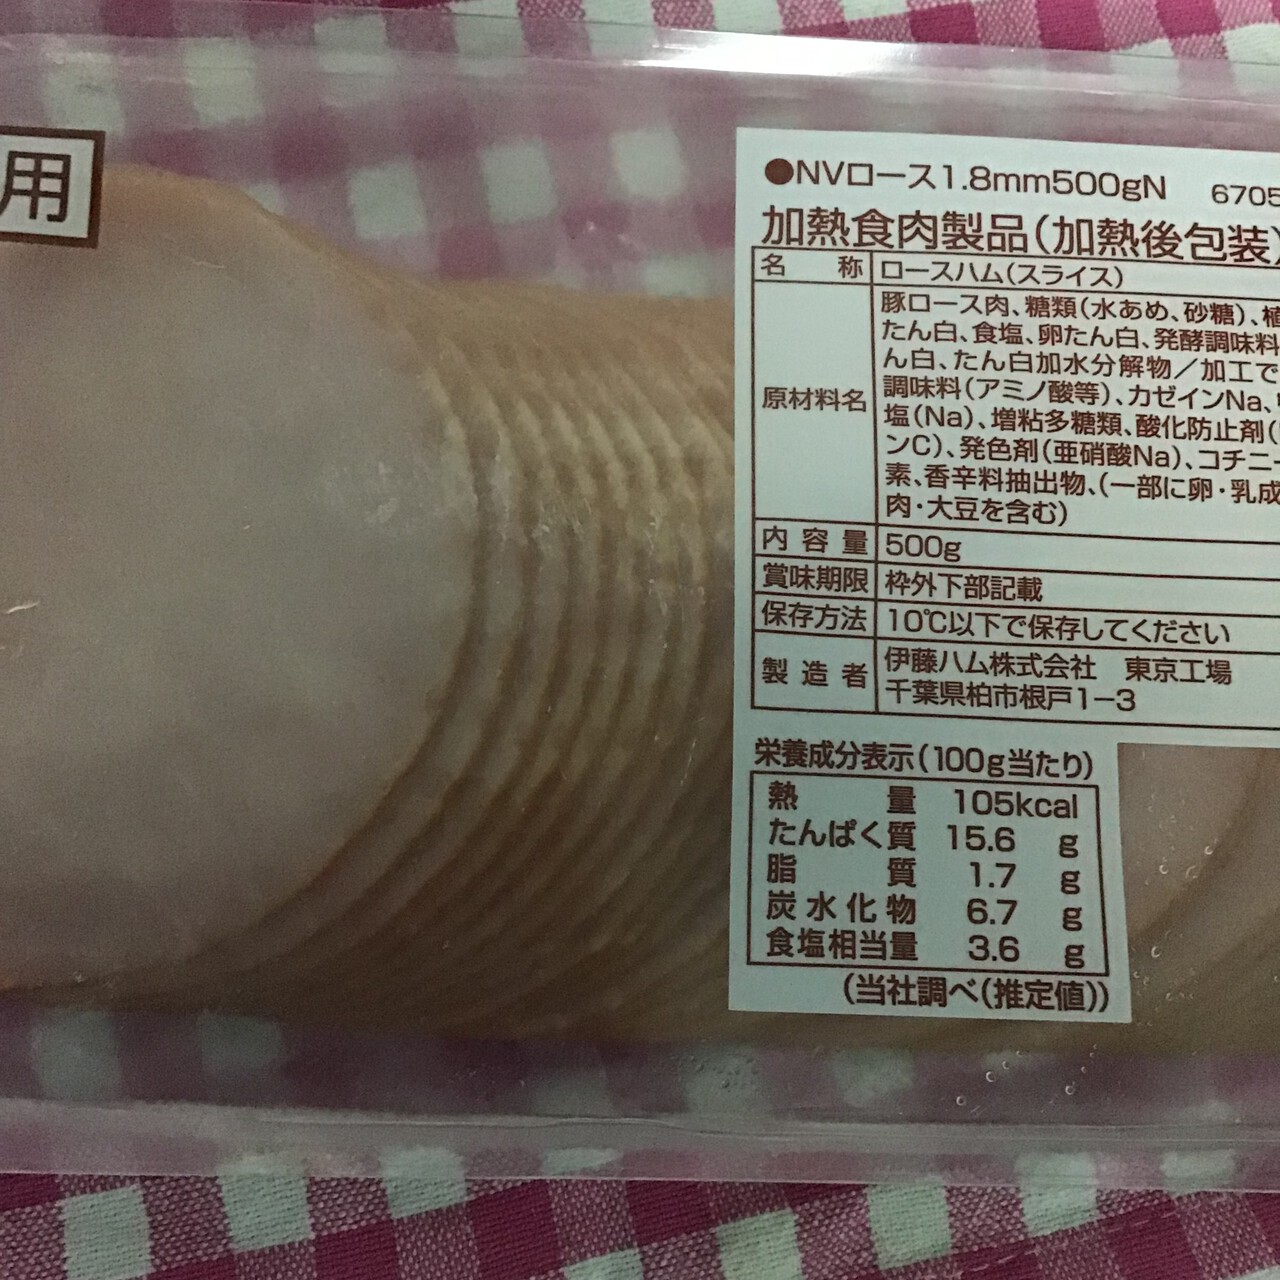 用
●NVロース1.8mm500gN 6705
加熱食肉製品(加熱後包装)
名称 ロースハム(スライス)
原材料名 豚ロース肉、糖類(水あめ、砂糖)、植
たん白、食塩、卵たん白、発酵調味料
ん白、たん白加水分解物/加工で
調味料(アミノ酸等)、カゼインNa、
塩(Na)、増粘多糖類、酸化防止剤(
ンC)、発色剤(亜硝酸Na)、コチニー
素、香辛料抽出物、(一部に卵・乳成
肉・大豆を含む)
内容量 500g
賞味期限 枠外下部記載
保存方法 10℃以下で保存してください
製造者 伊藤ハム株式会社 東京工場
千葉県柏市根戸1-3
栄養成分表示(100g当たり)
熱量 105kcal
たんぱく質 15.6 g
脂質 1.7 g
炭水化物 6.7 g
食塩相当量 3.6 g
(当社調べ(推定値))